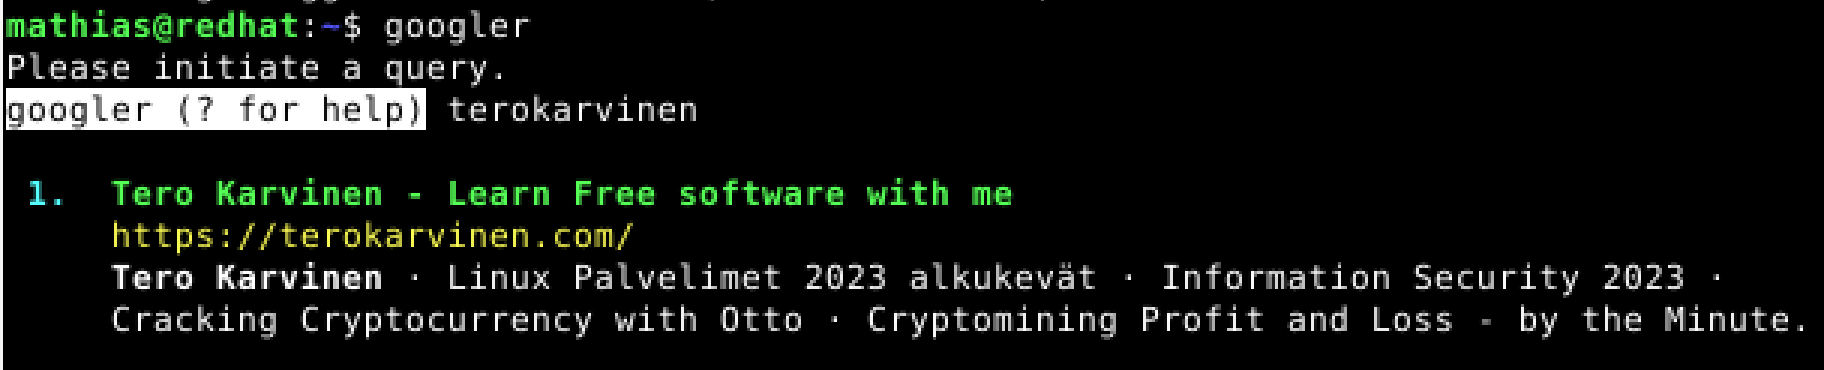 mathias@redhat:~$ googler
Please initiate a query.
googler (? for help) terokarvinen
1. Tero Karvinen - Learn Free software with me
https://terokarvinen.com/
Tero Karvinen · Linux Palvelimet 2023 alkukevät · Information Security 2023 ·
Cracking Cryptocurrency with Otto · Cryptomining Profit and Loss - by the Minute.